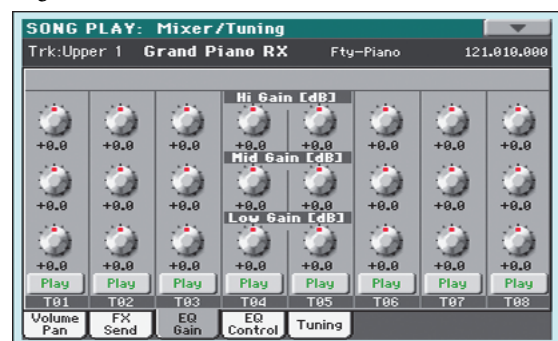 SONG PLAY: Mixer/Tuning
Trk:Upper 1 Grand Piano RX Fty-Piano 121.010.000
Hi Gain [dB]
+0.0 +0.0 +0.0 +0.0 +0.0 +0.0 +0.0 +0.0
Mid Gain [dB]
+0.0 +0.0 +0.0 +0.0 +0.0 +0.0 +0.0 +0.0
Low Gain [dB]
+0.0 +0.0 +0.0 +0.0 +0.0 +0.0 +0.0 +0.0
Play Play Play Play Play Play Play Play
T01 T02 T03 T04 T05 T06 T07 T08
Volume FX EQ EQ Tuning
Pan Send Gain Control